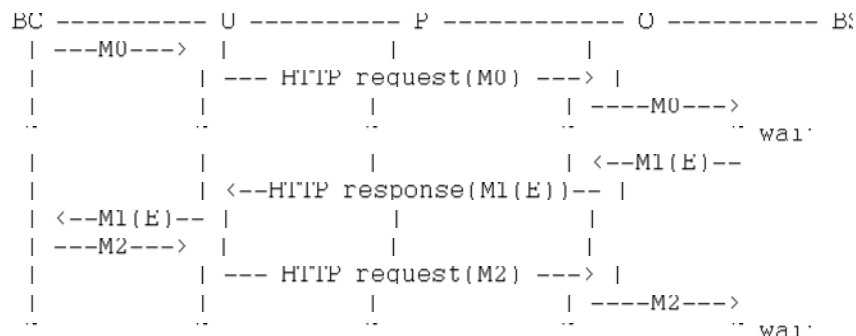 BC ---------- U ---------- P ------------ O ---------- BS
| ---M0---> | | |
| | --- HTTP request(M0) ---> |
| | | | ----M0--->
~ ~ ~ ~ ~ wait
| | | | <--M1(E)--
| | <--HTTP response(M1(E))-- |
| <--M1(E)-- | | |
| ---M2---> | | |
| | --- HTTP request(M2) ---> |
| | | | ----M2--->
~ ~ ~ ~ ~ wait